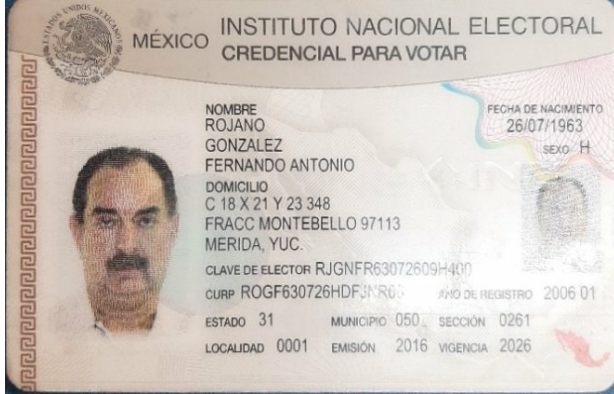 MÉXICO
INSTITUTO NACIONAL ELECTORAL
CREDENCIAL PARA VOTAR
NOMBRE
ROJANO
GONZALEZ
FERNANDO ANTONIO
FECHA DE NACIMIENTO
26/07/1963
SEXO H
DOMICILIO
C 18 X 21 Y 23 348
FRACC MONTEBELLO 97113
MERIDA, YUC.
CLAVE DE ELECTOR RJGNFR63072609H400
CURP AÑO DE REGISTRO 2006 01
ESTADO 31 MUNICIPIO 050 SECCIÓN 0261
LOCALIDAD 0001 EMISIÓN 2016 VIGENCIA 2026